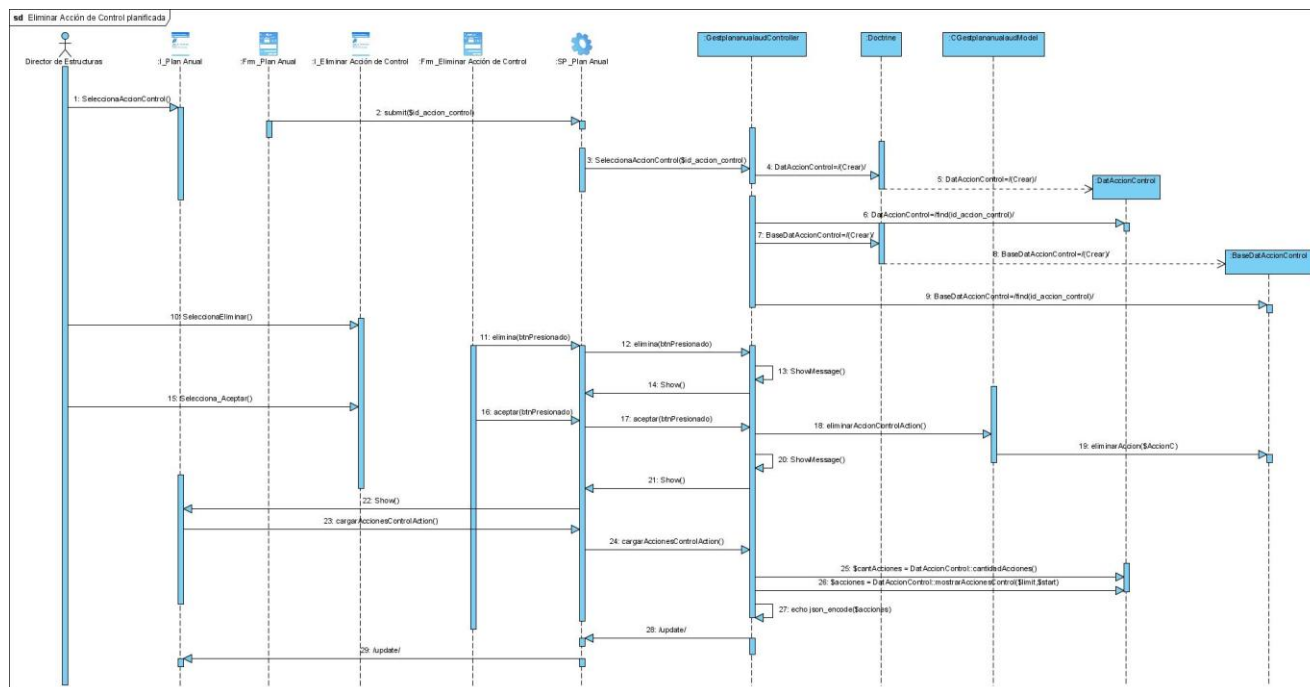 sd Eliminar Acción de Control planificada
Director de Estructuras
:I_Plan Anual
:Frm_Plan Anual
:I_Eliminar Acción de Control
:Frm_Eliminar Acción de Control
:SP_Plan Anual
:GestplananualaudController
:Doctrine
:CGestplananualaudModel
1: SeleccionaAccionControl()
2: submit($id_accion_control)
3: SeleccionaAccionControl($id_accion_control)
4: DatAccionControl=/(Crear)/
5: DatAccionControl=/(Crear)/
:DatAccionControl
6: DatAccionControl=/find(id_accion_control)/
7: BaseDatAccionControl=/(Crear)/
8: BaseDatAccionControl=/(Crear)/
:BaseDatAccionControl
9: BaseDatAccionControl=/find(id_accion_control)/
10: SeleccionaEliminar()
11: elimina(btnPresionado)
12: elimina(btnPresionado)
13: ShowMessage()
14: Show()
15: Selecciona_Aceptar()
16: aceptar(btnPresionado)
17: aceptar(btnPresionado)
18: eliminarAccionControlAction()
19: eliminarAccion($AccionC)
20: ShowMessage()
21: Show()
22: Show()
23: cargarAccionesControlAction()
24: cargarAccionesControlAction()
25: $cantAcciones = DatAccionControl::cantidadAcciones()
26: $acciones = DatAccionControl::mostrarAccionesControl($limit,$start)
27: echo json_encode($acciones)
28: /update/
29: /update/